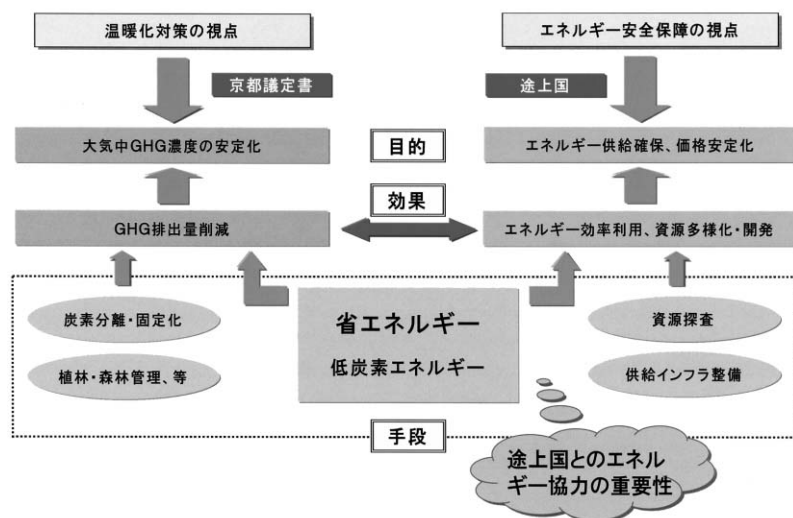 温暖化対策の視点
エネルギー安全保障の視点
京都議定書
途上国
大気中GHG濃度の安定化
目的
エネルギー供給確保、価格安定化
効果
GHG排出量削減
エネルギー効率利用、資源多様化・開発
炭素分離・固定化
省エネルギー
資源探査
植林・森林管理、等
低炭素エネルギー
供給インフラ整備
手段
途上国とのエネル
ギー協力の重要性